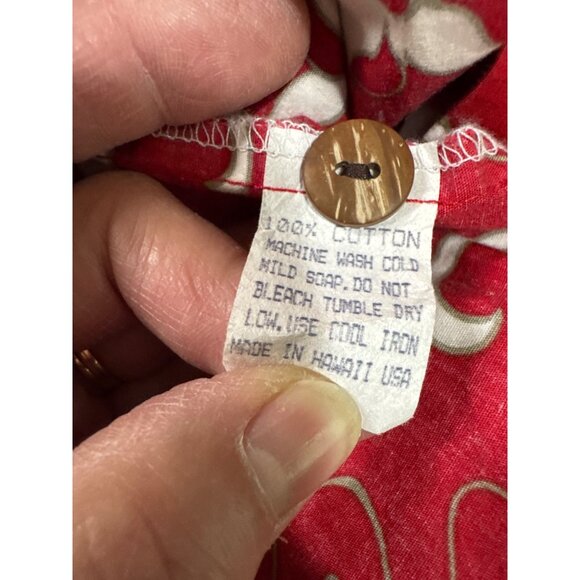 100% COTTON
MACHINE WASH COLD
MILD SOAP. DO NOT
BLEACH TUMBLE DRY
LOW. USE COOL IRON
MADE IN HAWAII USA